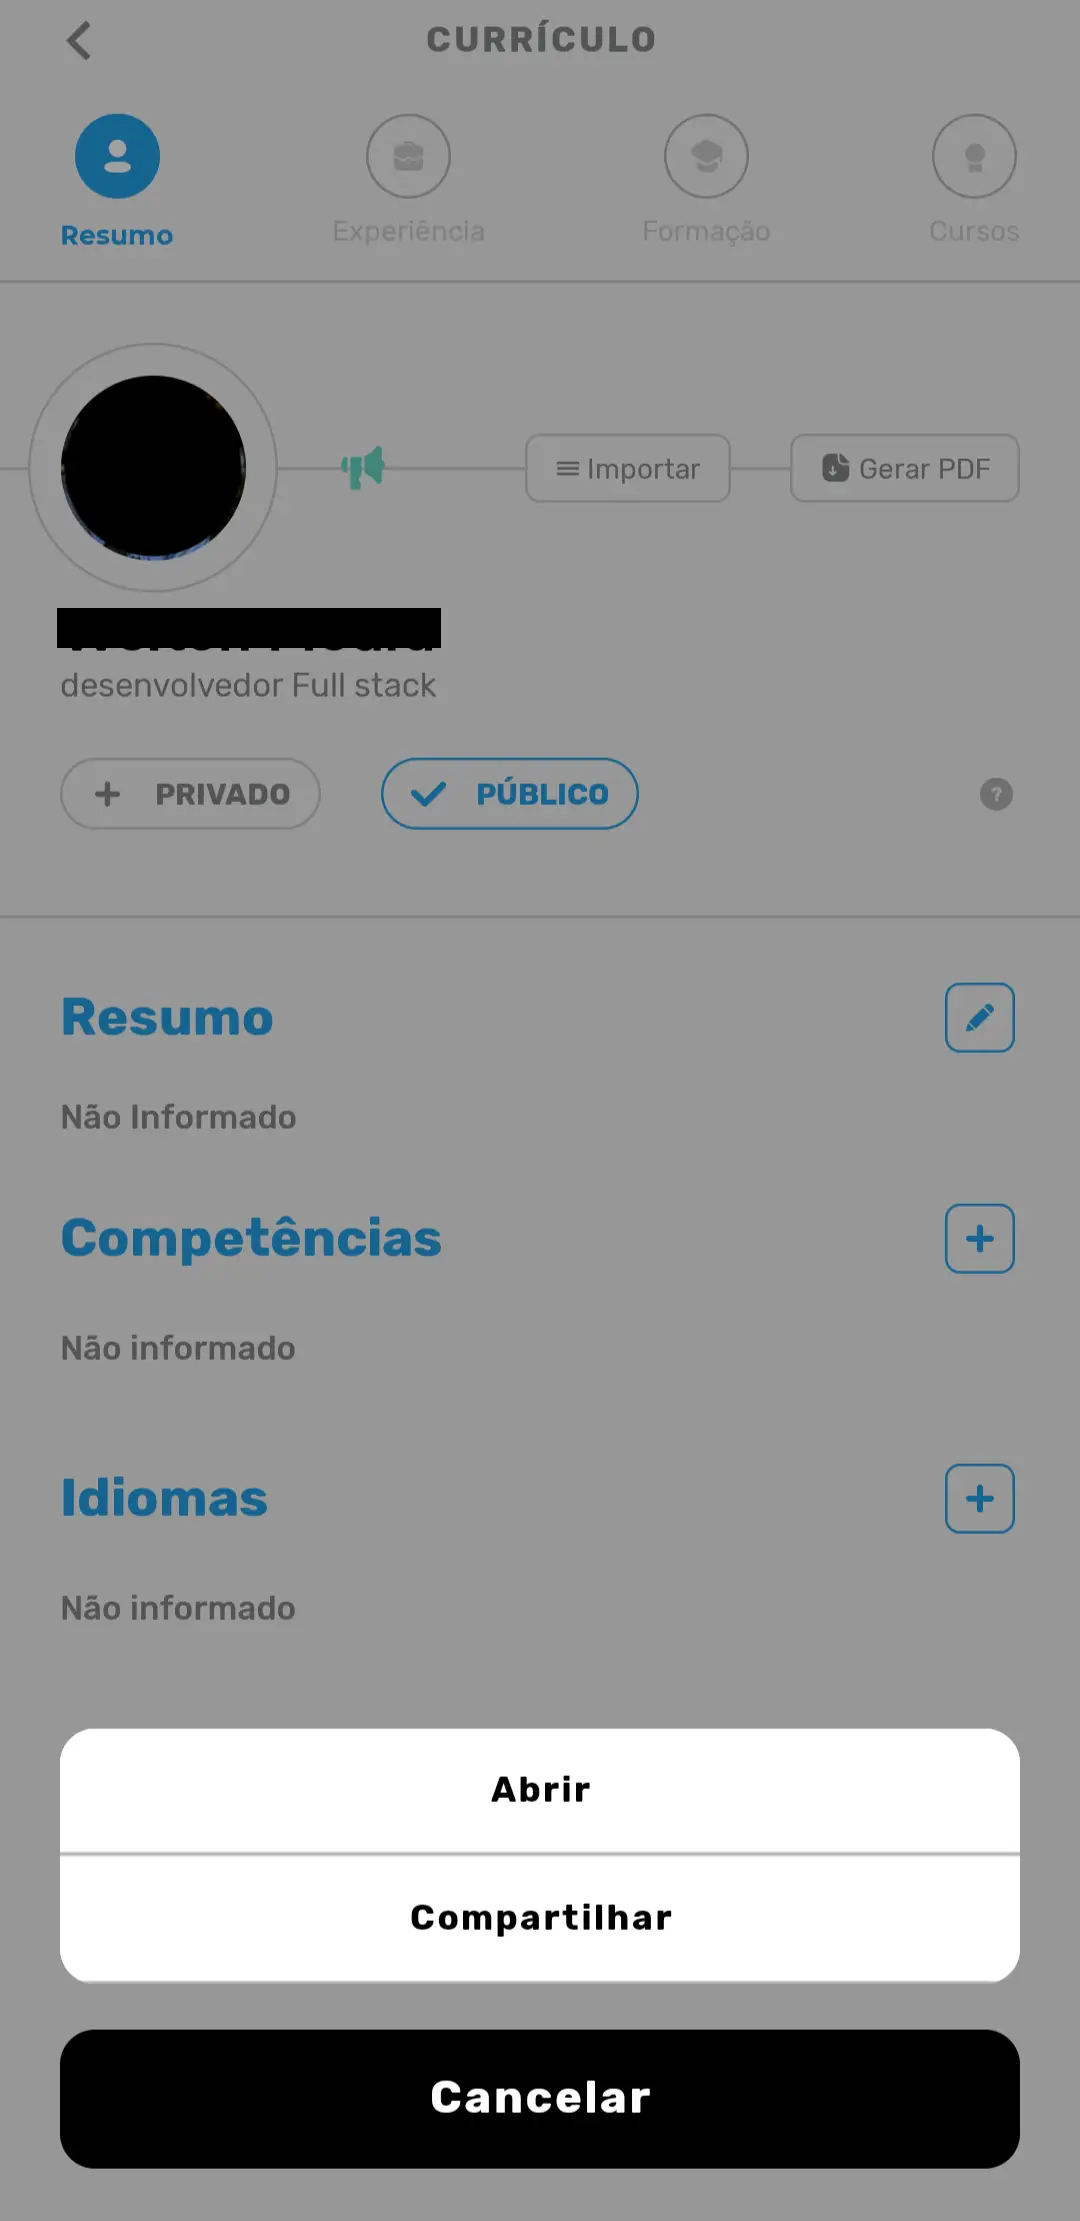 CURRÍCULO
Resumo
Experiência
Formação
Cursos
Importar
Gerar PDF
desenvolvedor Full stack
PRIVADO
PÚBLICO
?
Resumo
Não Informado
Competências
Não informado
Idiomas
Não informado
Abrir
Compartilhar
Cancelar